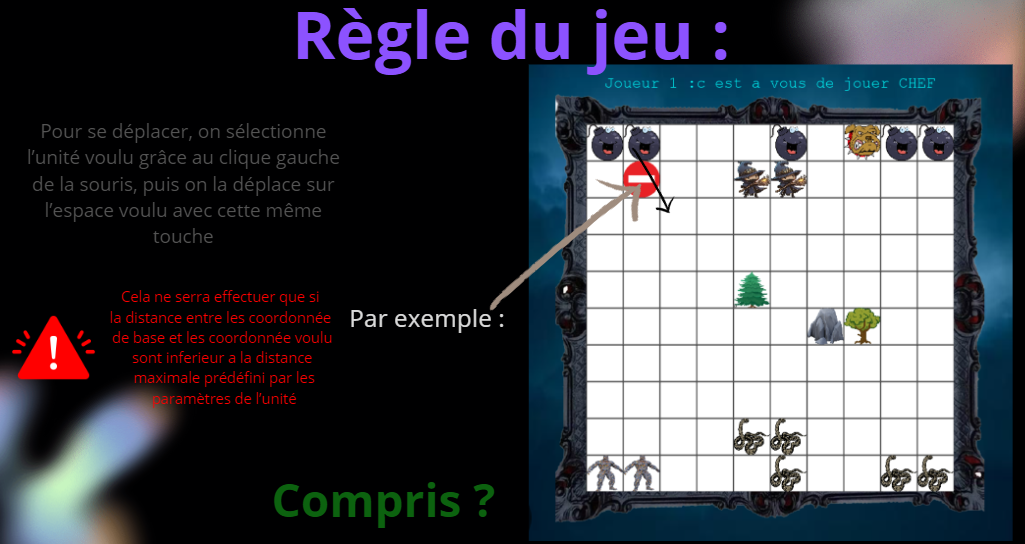 Règle du jeu :
Joueur 1 :c est a vous de jouer CHEF
Pour se déplacer, on sélectionne
l'unité voulu grâce au clique gauche
de la souris, puis on la déplace sur
l'espace voulu avec cette même
touche
Cela ne serra effectuer que si
la distance entre les coordonnée
de base et les coordonnée voulu
sont inferieur a la distance
maximale prédéfini par les
paramètres de l'unité
Par exemple :
Compris ?